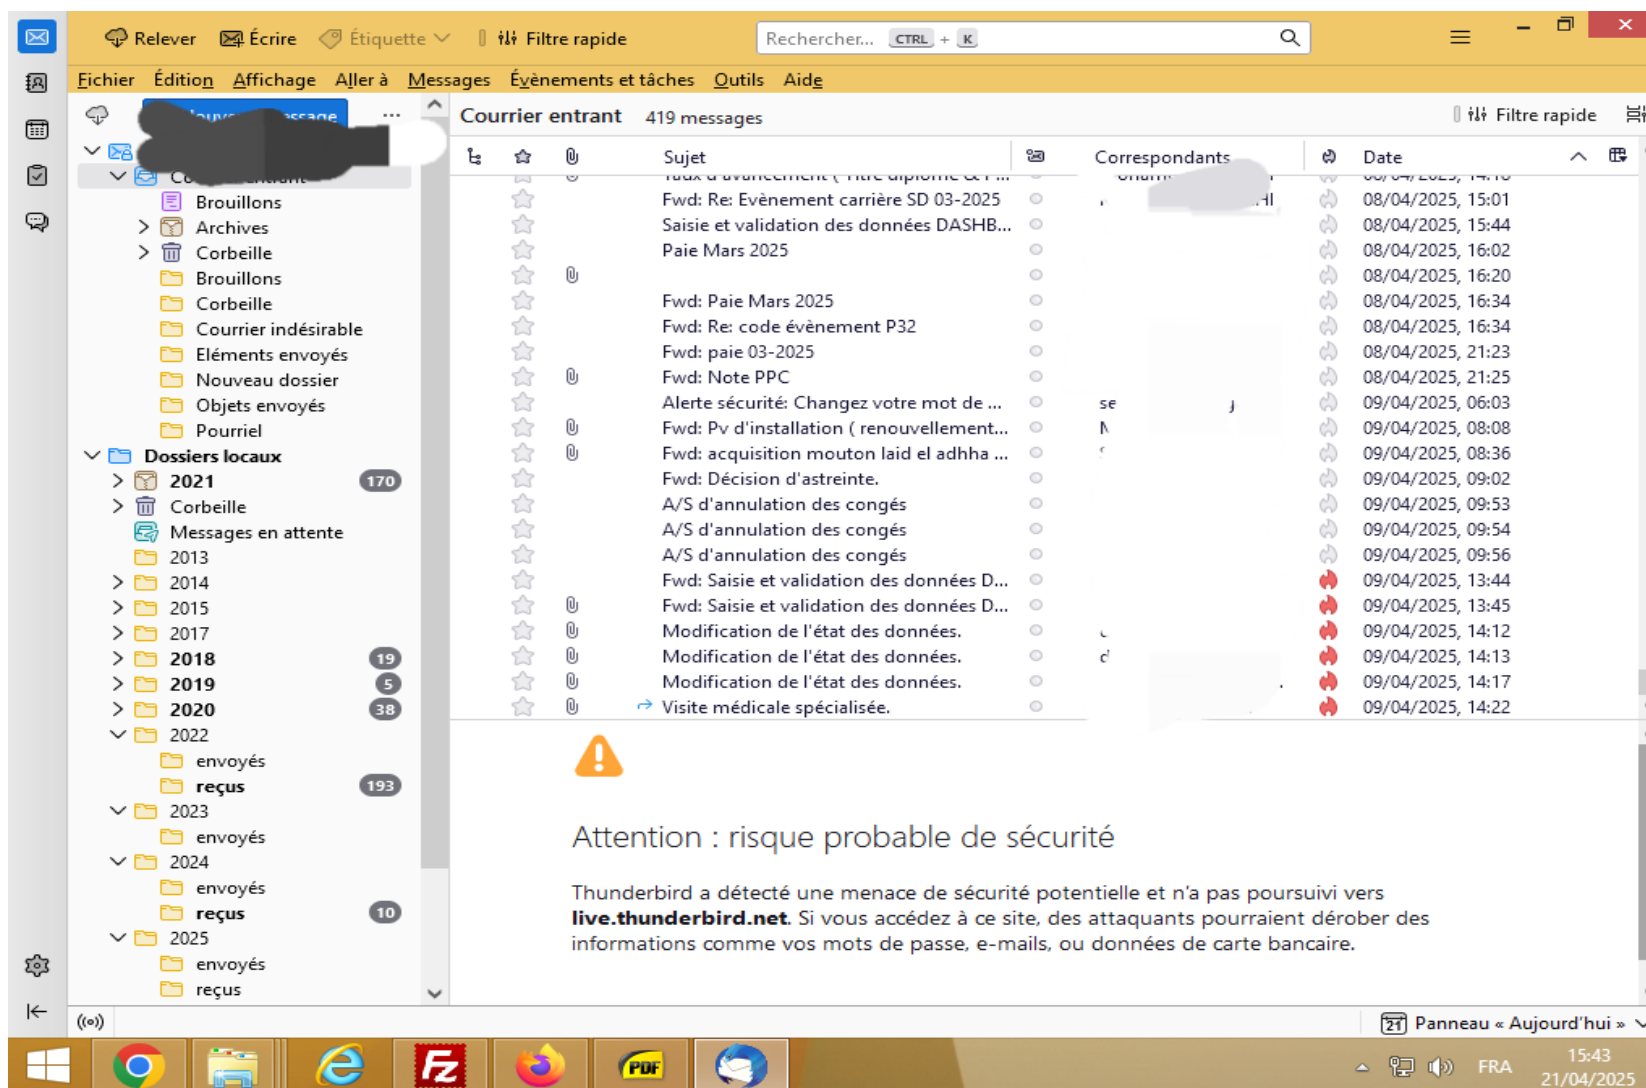 Relever Écrire Étiquette Filtre rapide Rechercher... CTRL + K
Fichier Édition Affichage Aller à Messages Évènements et tâches Outils Aide
Courrier entrant 419 messages Filtre rapide
Sujet Correspondants Date
Brouillons
Archives
Corbeille
Brouillons
Corbeille
Courrier indésirable
Eléments envoyés
Nouveau dossier
Objets envoyés
Pourriel
Dossiers locaux
2021 170
Corbeille
Messages en attente
2013
2014
2015
2017
2018 19
2019 5
2020 38
2022
envoyés
reçus 193
2023
envoyés
2024
envoyés
reçus 10
2025
envoyés
reçus
Fwd: Re: Evènement carrière SD 03-2025 08/04/2025, 15:01
Saisie et validation des données DASHB... 08/04/2025, 15:44
Paie Mars 2025 08/04/2025, 16:02
08/04/2025, 16:20
Fwd: Paie Mars 2025 08/04/2025, 16:34
Fwd: Re: code évènement P32 08/04/2025, 16:34
Fwd: paie 03-2025 08/04/2025, 21:23
Fwd: Note PPC 08/04/2025, 21:25
Alerte sécurité: Changez votre mot de ... se 09/04/2025, 06:03
Fwd: Pv d'installation ( renouvellement... 09/04/2025, 08:08
Fwd: acquisition mouton laid el adhha ... 09/04/2025, 08:36
Fwd: Décision d'astreinte. 09/04/2025, 09:02
A/S d'annulation des congés 09/04/2025, 09:53
A/S d'annulation des congés 09/04/2025, 09:54
A/S d'annulation des congés 09/04/2025, 09:56
Fwd: Saisie et validation des données D... 09/04/2025, 13:44
Fwd: Saisie et validation des données D... 09/04/2025, 13:45
Modification de l'état des données. 09/04/2025, 14:12
Modification de l'état des données. 09/04/2025, 14:13
Modification de l'état des données. 09/04/2025, 14:17
Visite médicale spécialisée. 09/04/2025, 14:22
Attention : risque probable de sécurité
Thunderbird a détecté une menace de sécurité potentielle et n'a pas poursuivi vers
live.thunderbird.net. Si vous accédez à ce site, des attaquants pourraient dérober des
informations comme vos mots de passe, e-mails, ou données de carte bancaire.
21 Panneau « Aujourd'hui »
PDF FRA 15:43
21/04/2025